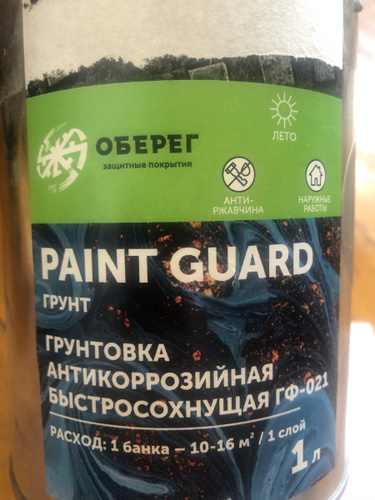 ОБЕРЕГ
защитные покрытия
ЛЕТО
АНТИ-
РЖАВЧИНА
НАРУЖНЫЕ
РАБОТЫ
PAINT GUARD
ГРУНТ
ГРУНТОВКА
АНТИКОРРОЗИЙНАЯ
БЫСТРОСОХНУЩАЯ ГФ-021
РАСХОД: 1 банка – 10-16 м² / 1 слой
1 л